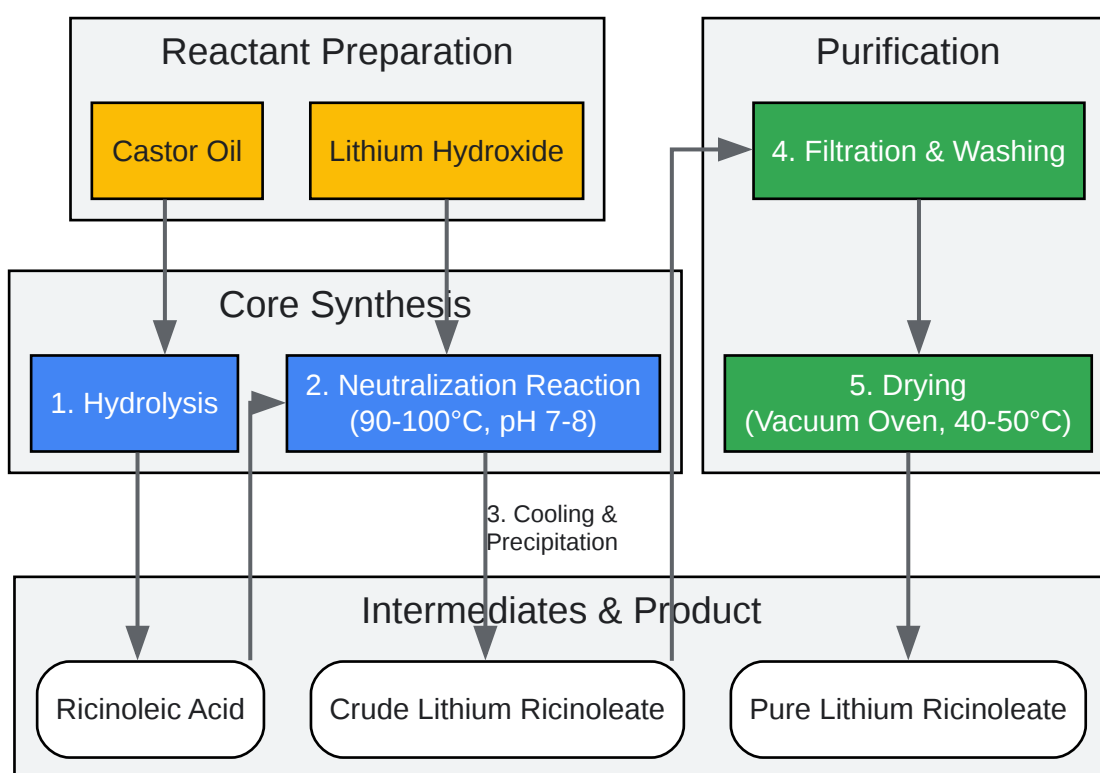 Reactant Preparation
Purification
Castor Oil
Lithium Hydroxide
4. Filtration & Washing
Core Synthesis
1. Hydrolysis
2. Neutralization Reaction
(90-100°C, pH 7-8)
5. Drying
(Vacuum Oven, 40-50°C)
3. Cooling &
Precipitation
Intermediates & Product
Ricinoleic Acid
Crude Lithium Ricinoleate
Pure Lithium Ricinoleate